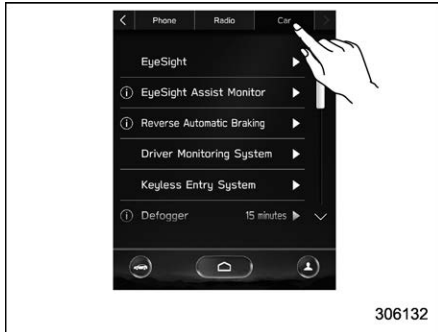 Phone Radio Car
EyeSight
EyeSight Assist Monitor
Reverse Automatic Braking
Driver Monitoring System
Keyless Entry System
Defogger 15 minutes
306132